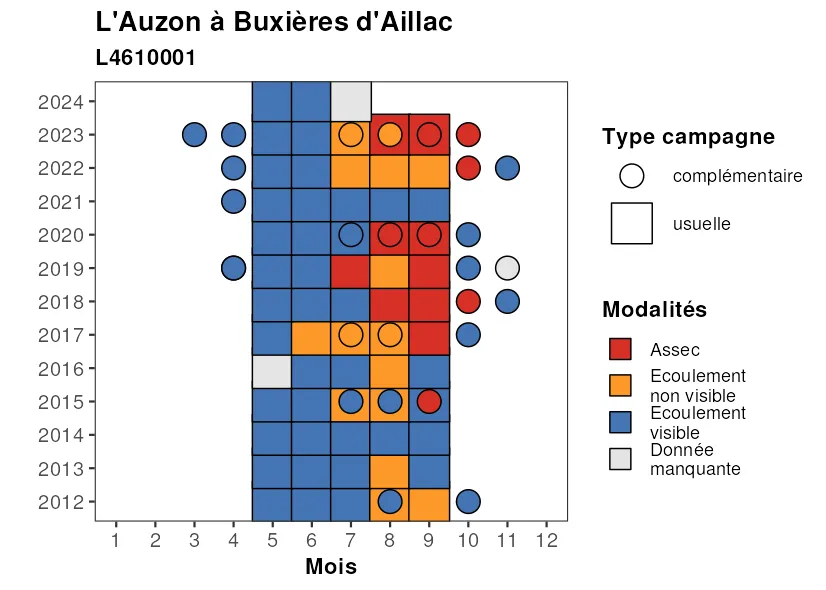 L'Auzon à Buxières d'Aillac
L4610001
2024
2023
2022
2021
2020
2019
2018
2017
2016
2015
2014
2013
2012
1 2 3 4 5 6 7 8 9 10 11 12
Mois
Type campagne
complémentaire
usuelle
Modalités
Assec
Ecoulement
non visible
Ecoulement
visible
Donnée
manquante